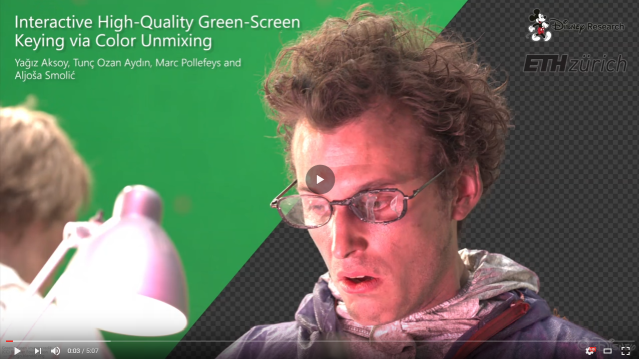 Interactive High-Quality Green-Screen
Keying via Color Unmixing
Yağız Aksoy, Tunç Ozan Aydın, Marc Pollefeys and
Aljoša Smolić
Disney Research
ETH zürich
0:03 / 5:07